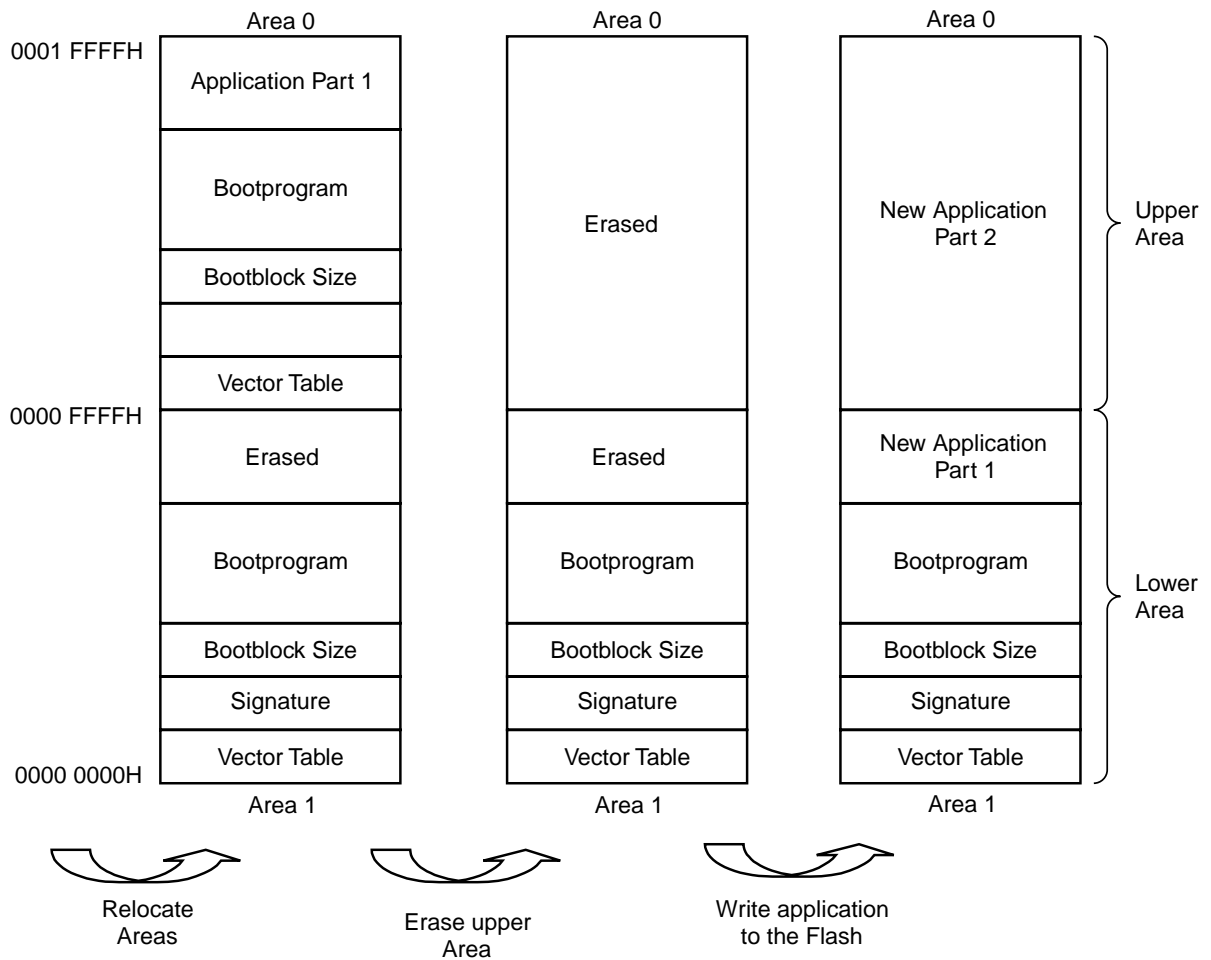 Area 0
Area 0
Area 0
0001 FFFFH
Application Part 1
Bootprogram
Bootblock Size
Vector Table
Erased
New Application
Part 2
Upper
Area
0000 FFFFH
Erased
Bootprogram
Bootblock Size
Signature
Vector Table
Erased
Bootprogram
Bootblock Size
Signature
Vector Table
New Application
Part 1
Bootprogram
Bootblock Size
Signature
Vector Table
Lower
Area
0000 0000H
Area 1
Area 1
Area 1
Relocate
Areas
Erase upper
Area
Write application
to the Flash